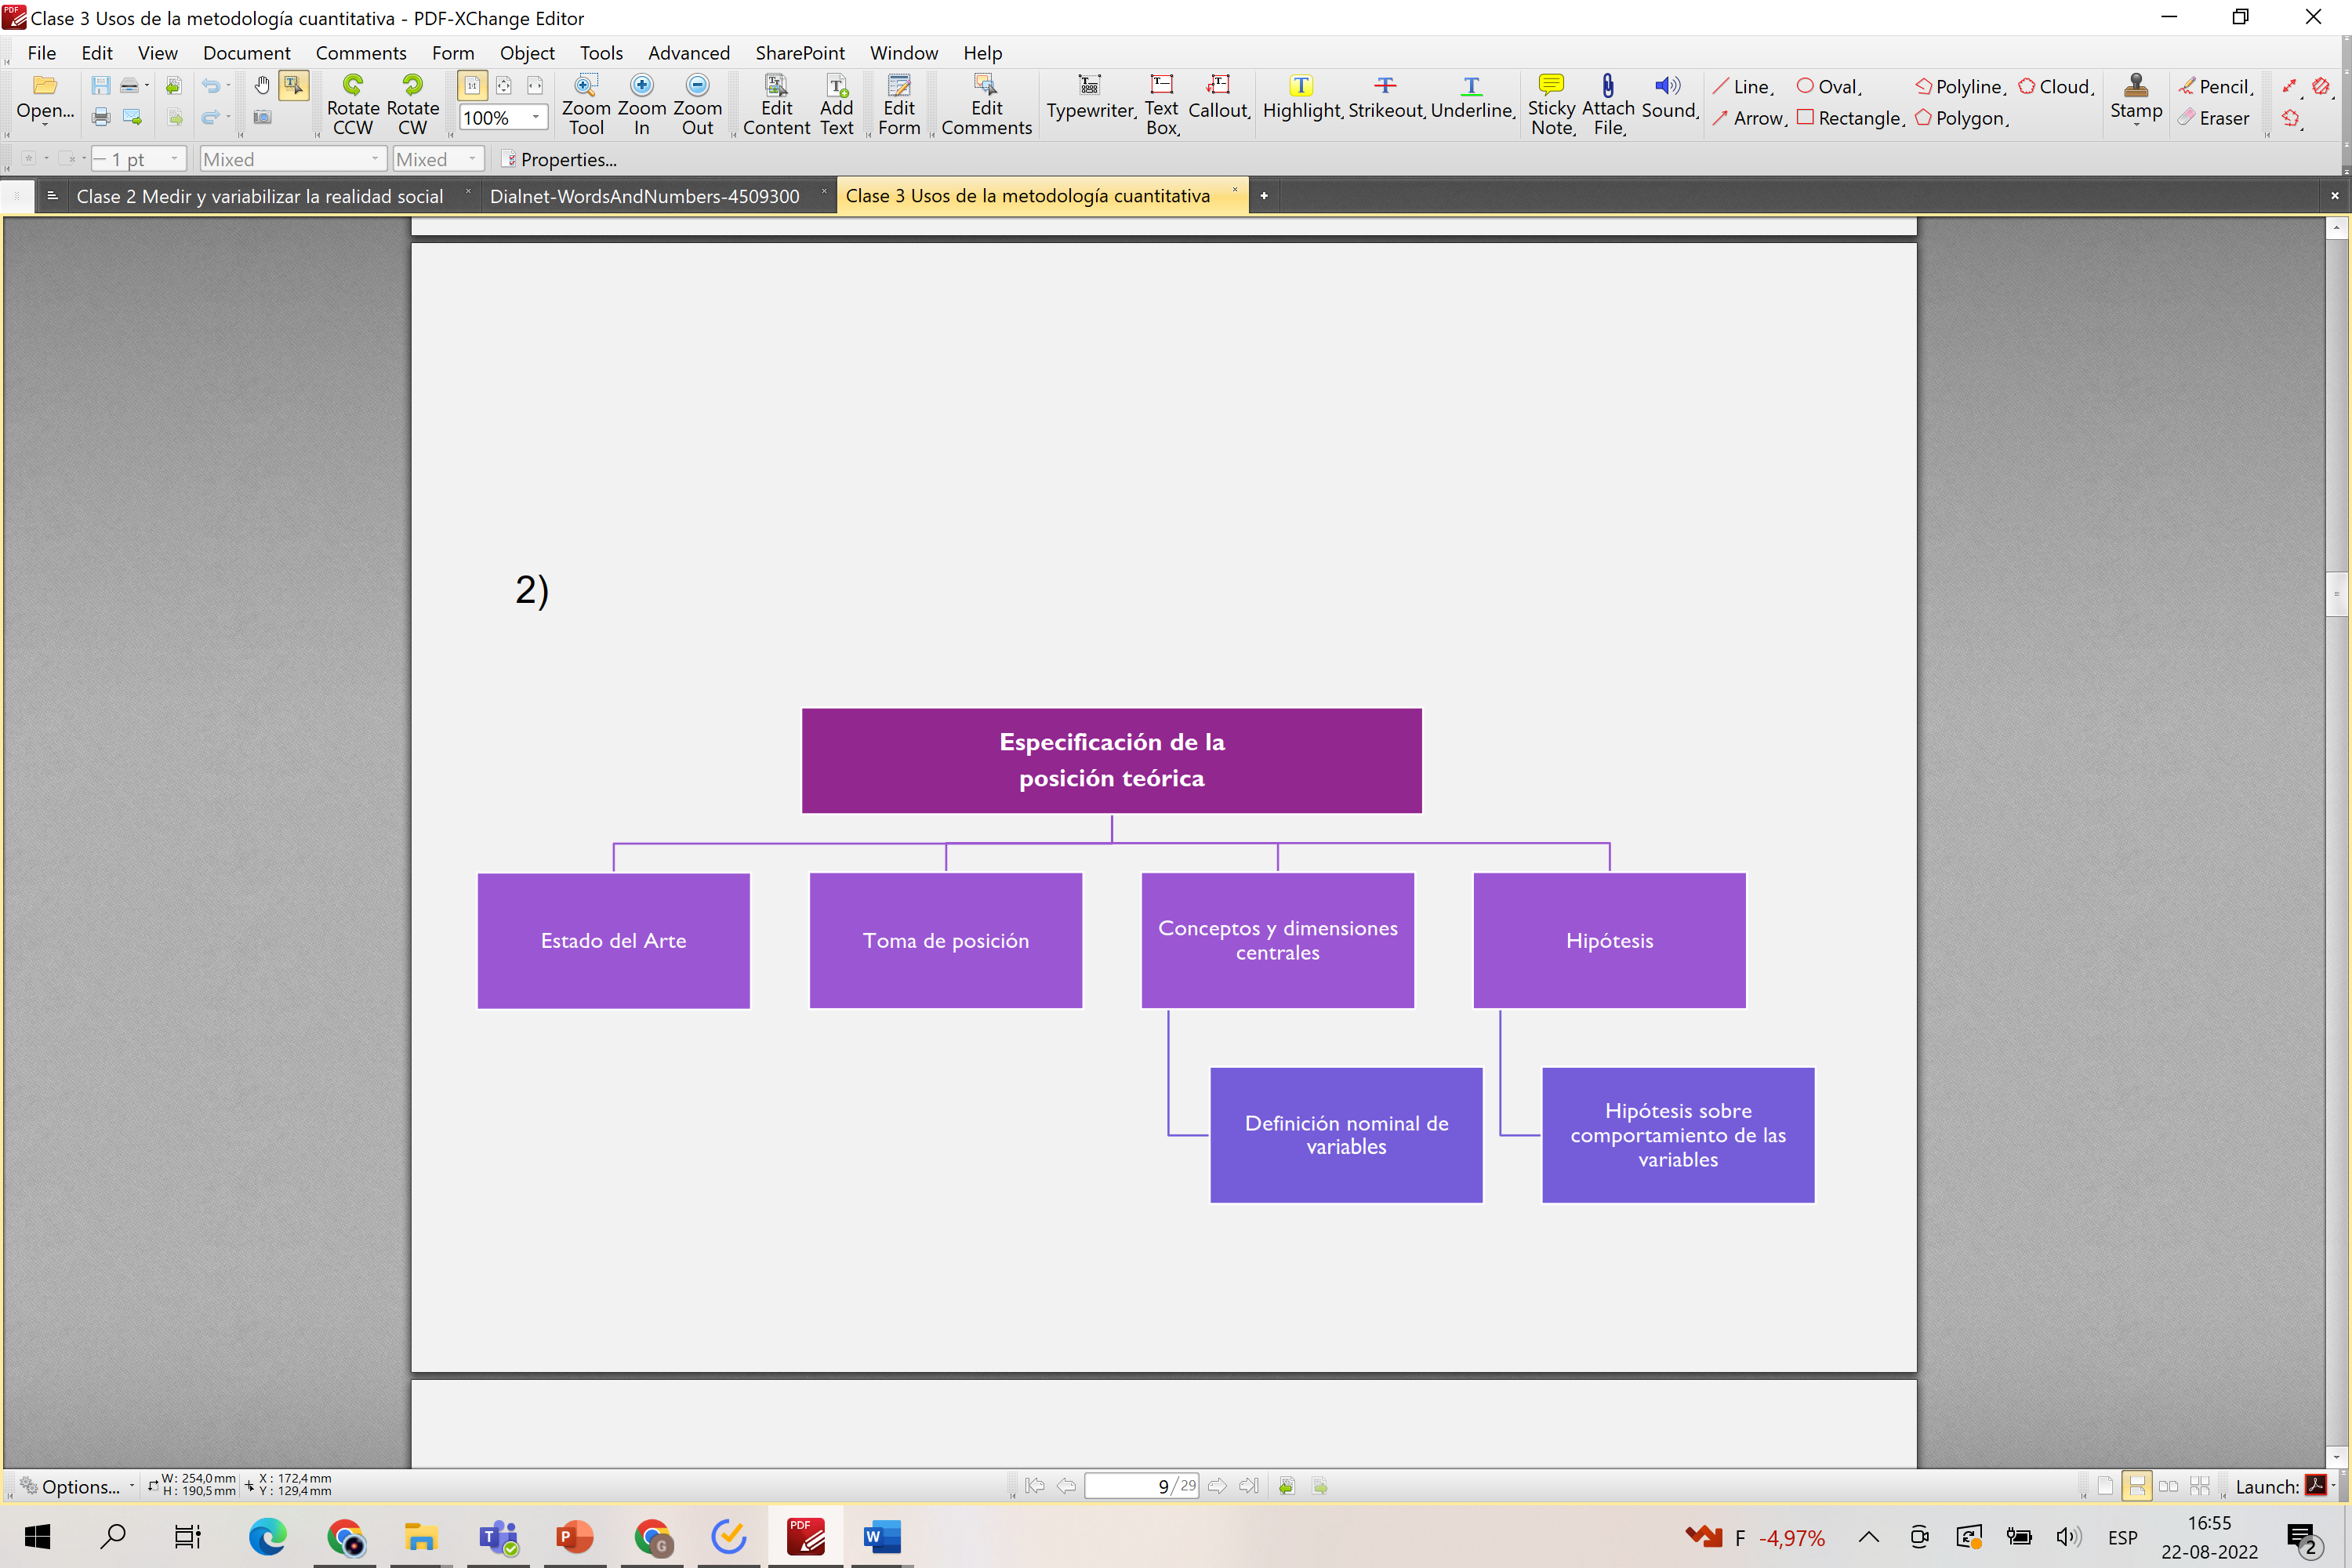 Clase 3 Usos de la metodología cuantitativa - PDF-XChange Editor
File Edit View Document Comments Form Object Tools Advanced SharePoint Window Help
Open... Rotate CCW Rotate CW 100% Zoom Tool Zoom In Zoom Out Edit Content Add Text Edit Form Edit Comments Typewriter Text Box Callout Highlight Strikeout Underline Sticky Note Attach File Sound Line Arrow Oval Rectangle Polyline Polygon Cloud Stamp Pencil Eraser
1 pt Mixed Mixed Properties...
Clase 2 Medir y variabilizar la realidad social Dialnet-WordsAndNumbers-4509300 Clase 3 Usos de la metodología cuantitativa
2)
Especificación de la
posición teórica
Estado del Arte
Toma de posición
Conceptos y dimensiones
centrales
Hipótesis
Definición nominal de
variables
Hipótesis sobre
comportamiento de las
variables
Options... W: 254,0 mm H: 190,5 mm X: 172,4 mm Y: 129,4 mm 9/29 Launch:
F -4,97% ESP 16:55
22-08-2022 2